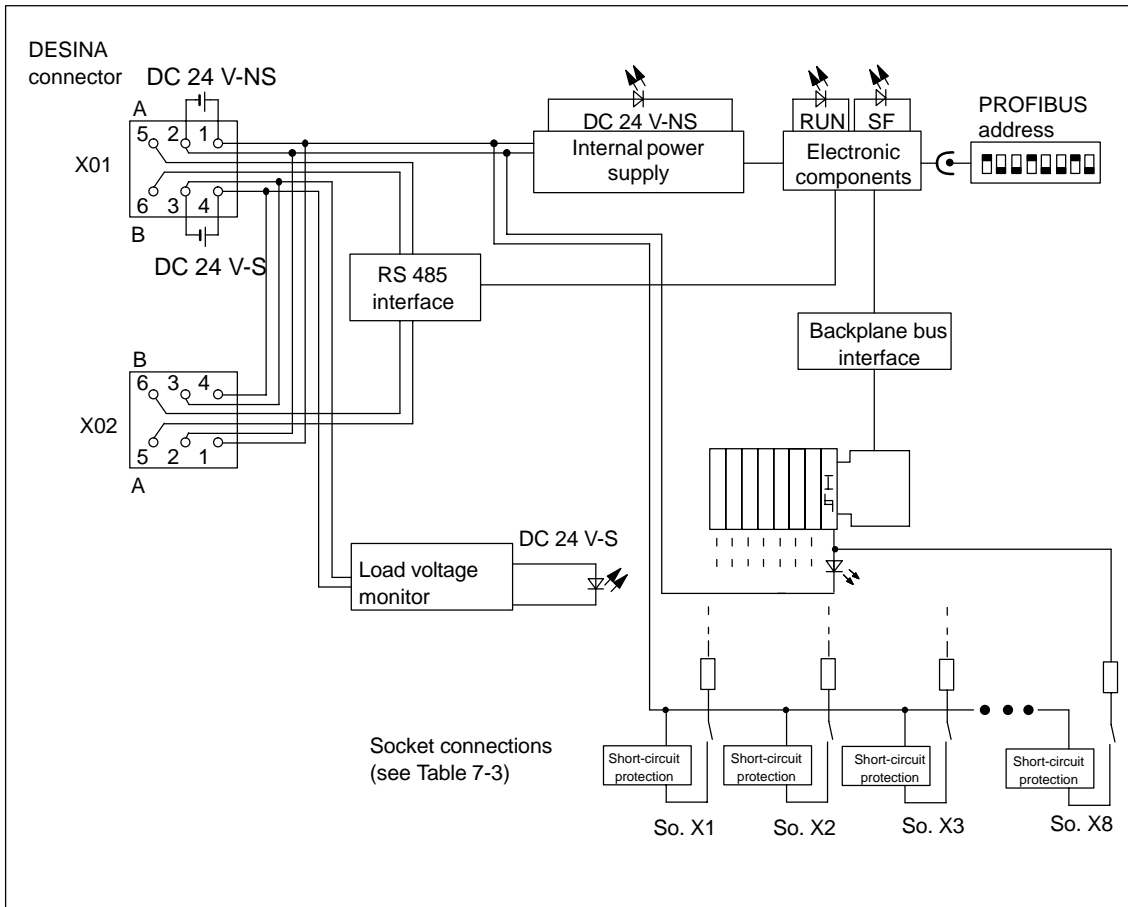 DESINA
connector
DC 24 V-NS
A
5 2 1
X01
6 3 4
B
DC 24 V-S
DC 24 V-NS
Internal power
supply
RUN SF
Electronic
components
PROFIBUS
address
RS 485
interface
Backplane bus
interface
B
6 3 4
X02
5 2 1
A
DC 24 V-S
Load voltage
monitor
Socket connections
(see Table 7-3)
Short-circuit
protection
Short-circuit
protection
Short-circuit
protection
Short-circuit
protection
So. X1 So. X2 So. X3 So. X8